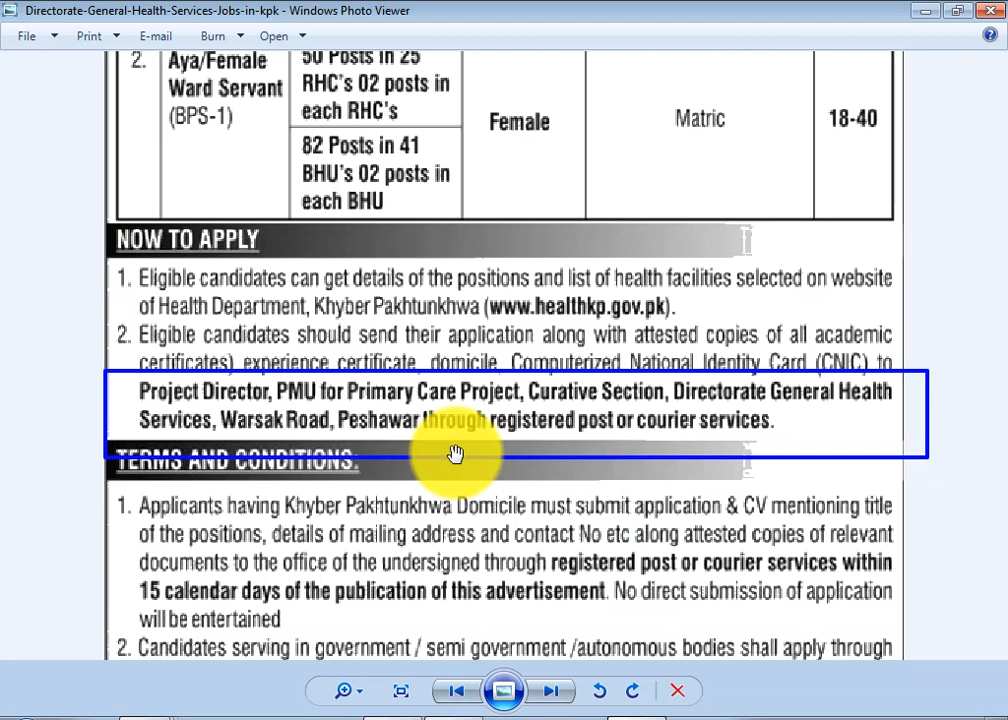 Directorate-General-Health-Services-Jobs-in-kpk - Windows Photo Viewer
File Print E-mail Burn Open
2. Aya/Female Ward Servant (BPS-1)
50 Posts in 25 RHC's 02 posts in each RHC's
82 Posts in 41 BHU's 02 posts in each BHU
Female
Matric
18-40
NOW TO APPLY
1. Eligible candidates can get details of the positions and list of health facilities selected on website
of Health Department, Khyber Pakhtunkhwa (www.healthkp.gov.pk).
2. Eligible candidates should send their application along with attested copies of all academic
certificates) experience certificate, domicile, Computerized National Identity Card (CNIC) to
Project Director, PMU for Primary Care Project, Curative Section, Directorate General Health
Services, Warsak Road, Peshawar through registered post or courier services.
TERMS AND CONDITIONS:
1. Applicants having Khyber Pakhtunkhwa Domicile must submit application & CV mentioning title
of the positions, details of mailing address and contact No etc along attested copies of relevant
documents to the office of the undersigned through registered post or courier services within
15 calendar days of the publication of this advertisement. No direct submission of application
will be entertained
2. Candidates serving in government / semi government /autonomous bodies shall apply through